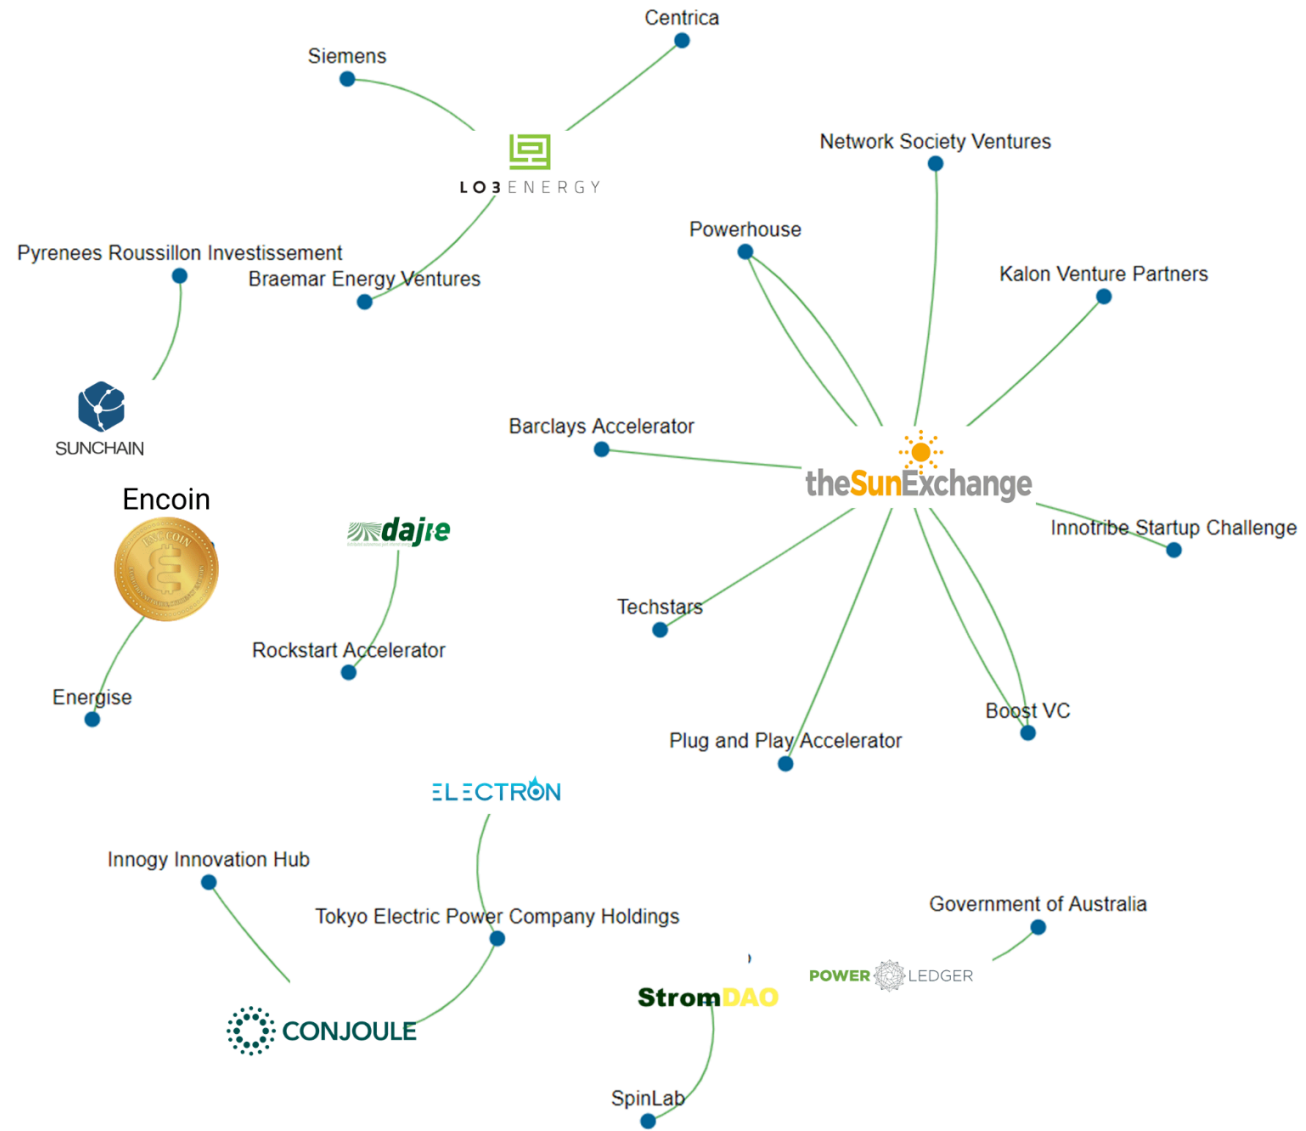 Centrica
Siemens
LO3ENERGY
Network Society Ventures
Powerhouse
Pyrenees Roussillon Investissement
Braemar Energy Ventures
Kalon Venture Partners
Barclays Accelerator
SUNCHAIN
theSunExchange
Encoin
dajie
Innotribe Startup Challenge
Techstars
Rockstart Accelerator
Energise
Boost VC
Plug and Play Accelerator
ELECTRON
Innogy Innovation Hub
Tokyo Electric Power Company Holdings
Government of Australia
POWER LEDGER
StromDAO
CONJOULE
SpinLab